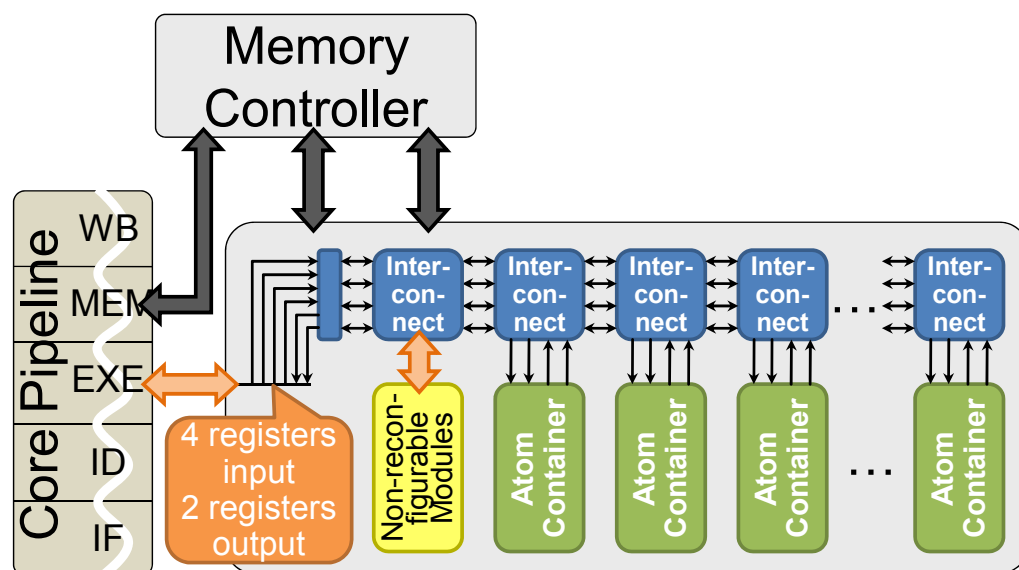 Memory
Controller
Core Pipeline
WB
MEM
EXE
ID
IF
Inter-
con-
nect
Inter-
con-
nect
Inter-
con-
nect
Inter-
con-
nect
...
Inter-
con-
nect
4 registers
input
2 registers
output
Non-recon-
figurable
Modules
Atom
Container
Atom
Container
Atom
Container
...
Atom
Container